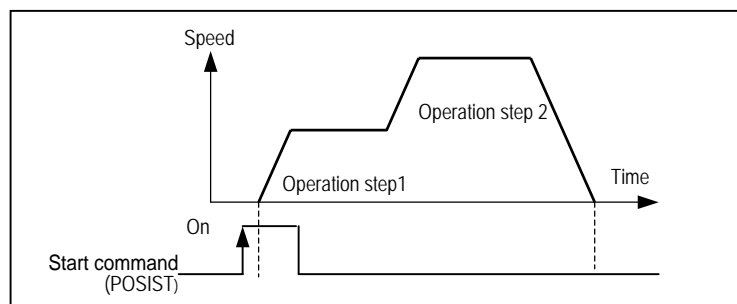 Speed
Operation step 2
Operation step1
Time
On
Start command
(POSIST)